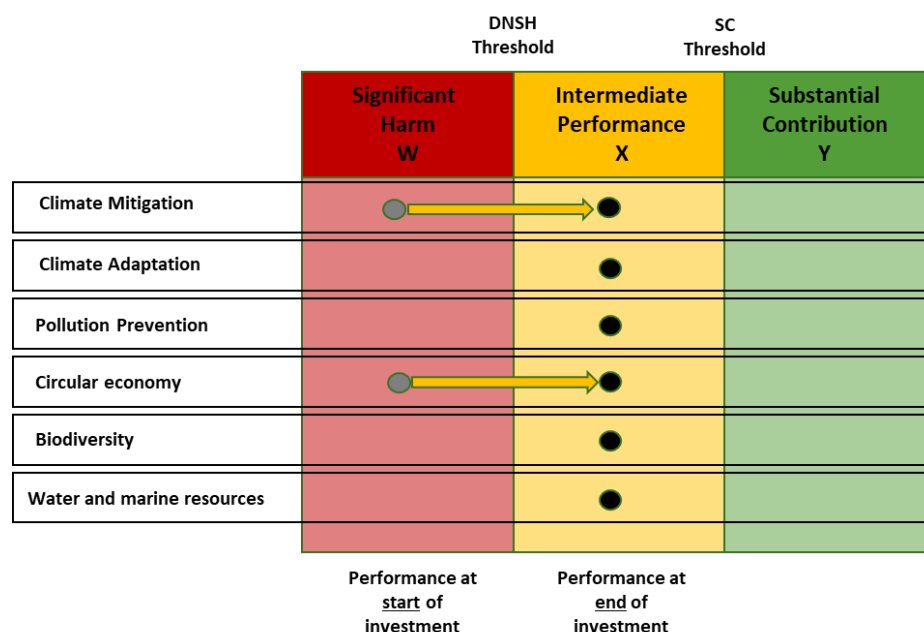 DNSH
Threshold
SC
Threshold
Significant
Harm
W
Intermediate
Performance
X
Substantial
Contribution
Y
Climate Mitigation
Climate Adaptation
Pollution Prevention
Circular economy
Biodiversity
Water and marine resources
Performance at
start of
investment
Performance at
end of
investment